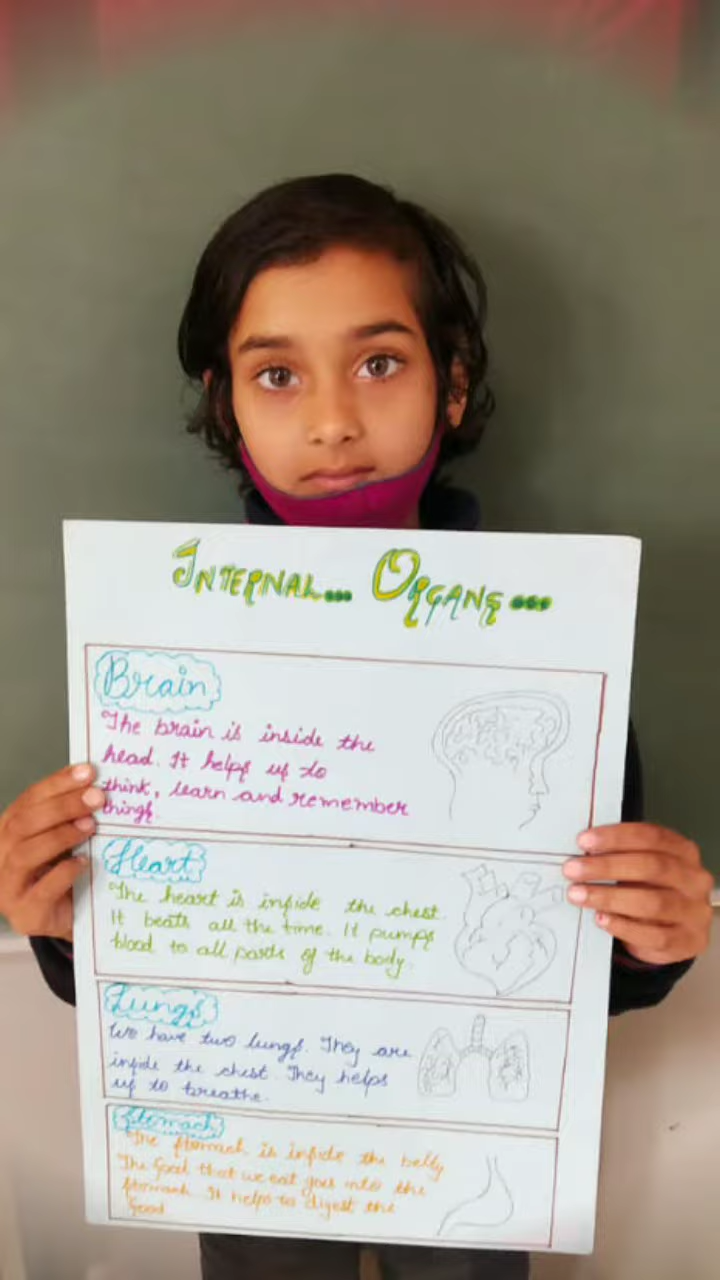 INTERNAL... ORGANS...
Brain
The brain is inside the
head. It helps us to
think, learn and remember
things.
Heart
The heart is inside the chest.
It beats all the time. It pumps
blood to all parts of the body.
Lungs
We have two lungs. They are
inside the chest. They helps
us to breathe.
Stomach
The stomach is inside the belly
The food that we eat goes into the
stomach. It helps to digest the
food